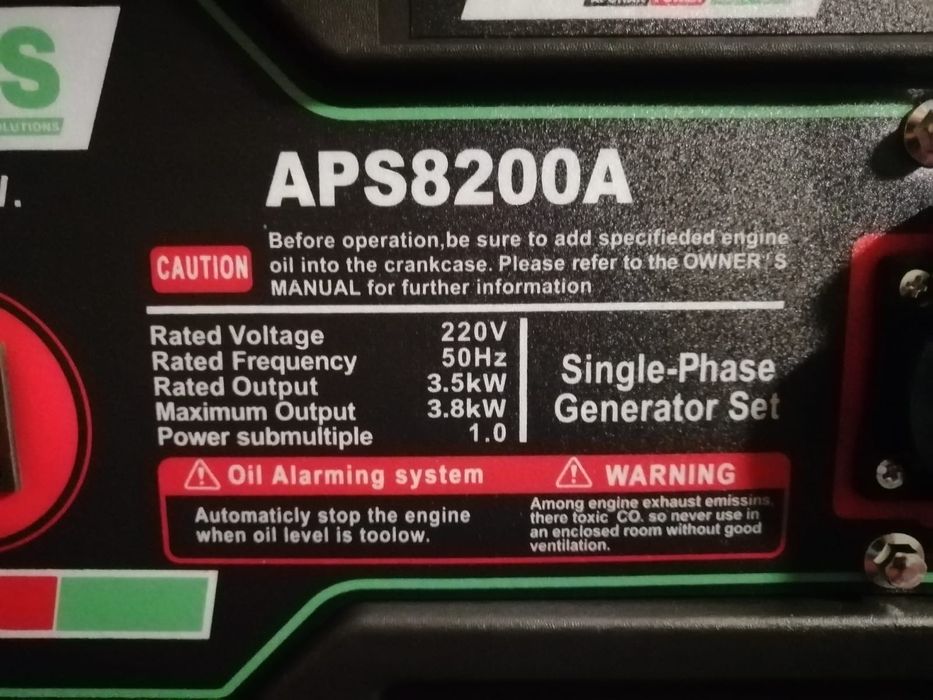 S
OLUTIONS
APS8200A
CAUTION
Before operation,be sure to add specifieded engine
oil into the crankcase. Please refer to the OWNER'S
MANUAL for further information
Rated Voltage 220V
Rated Frequency 50Hz
Rated Output 3.5kW
Maximum Output 3.8kW
Power submultiple 1.0
Single-Phase
Generator Set
Oil Alarming system
Automaticly stop the engine
when oil level is toolow.
WARNING
Among engine exhaust emissins,
there toxic CO. so never use in
an enclosed room without good
ventilation.